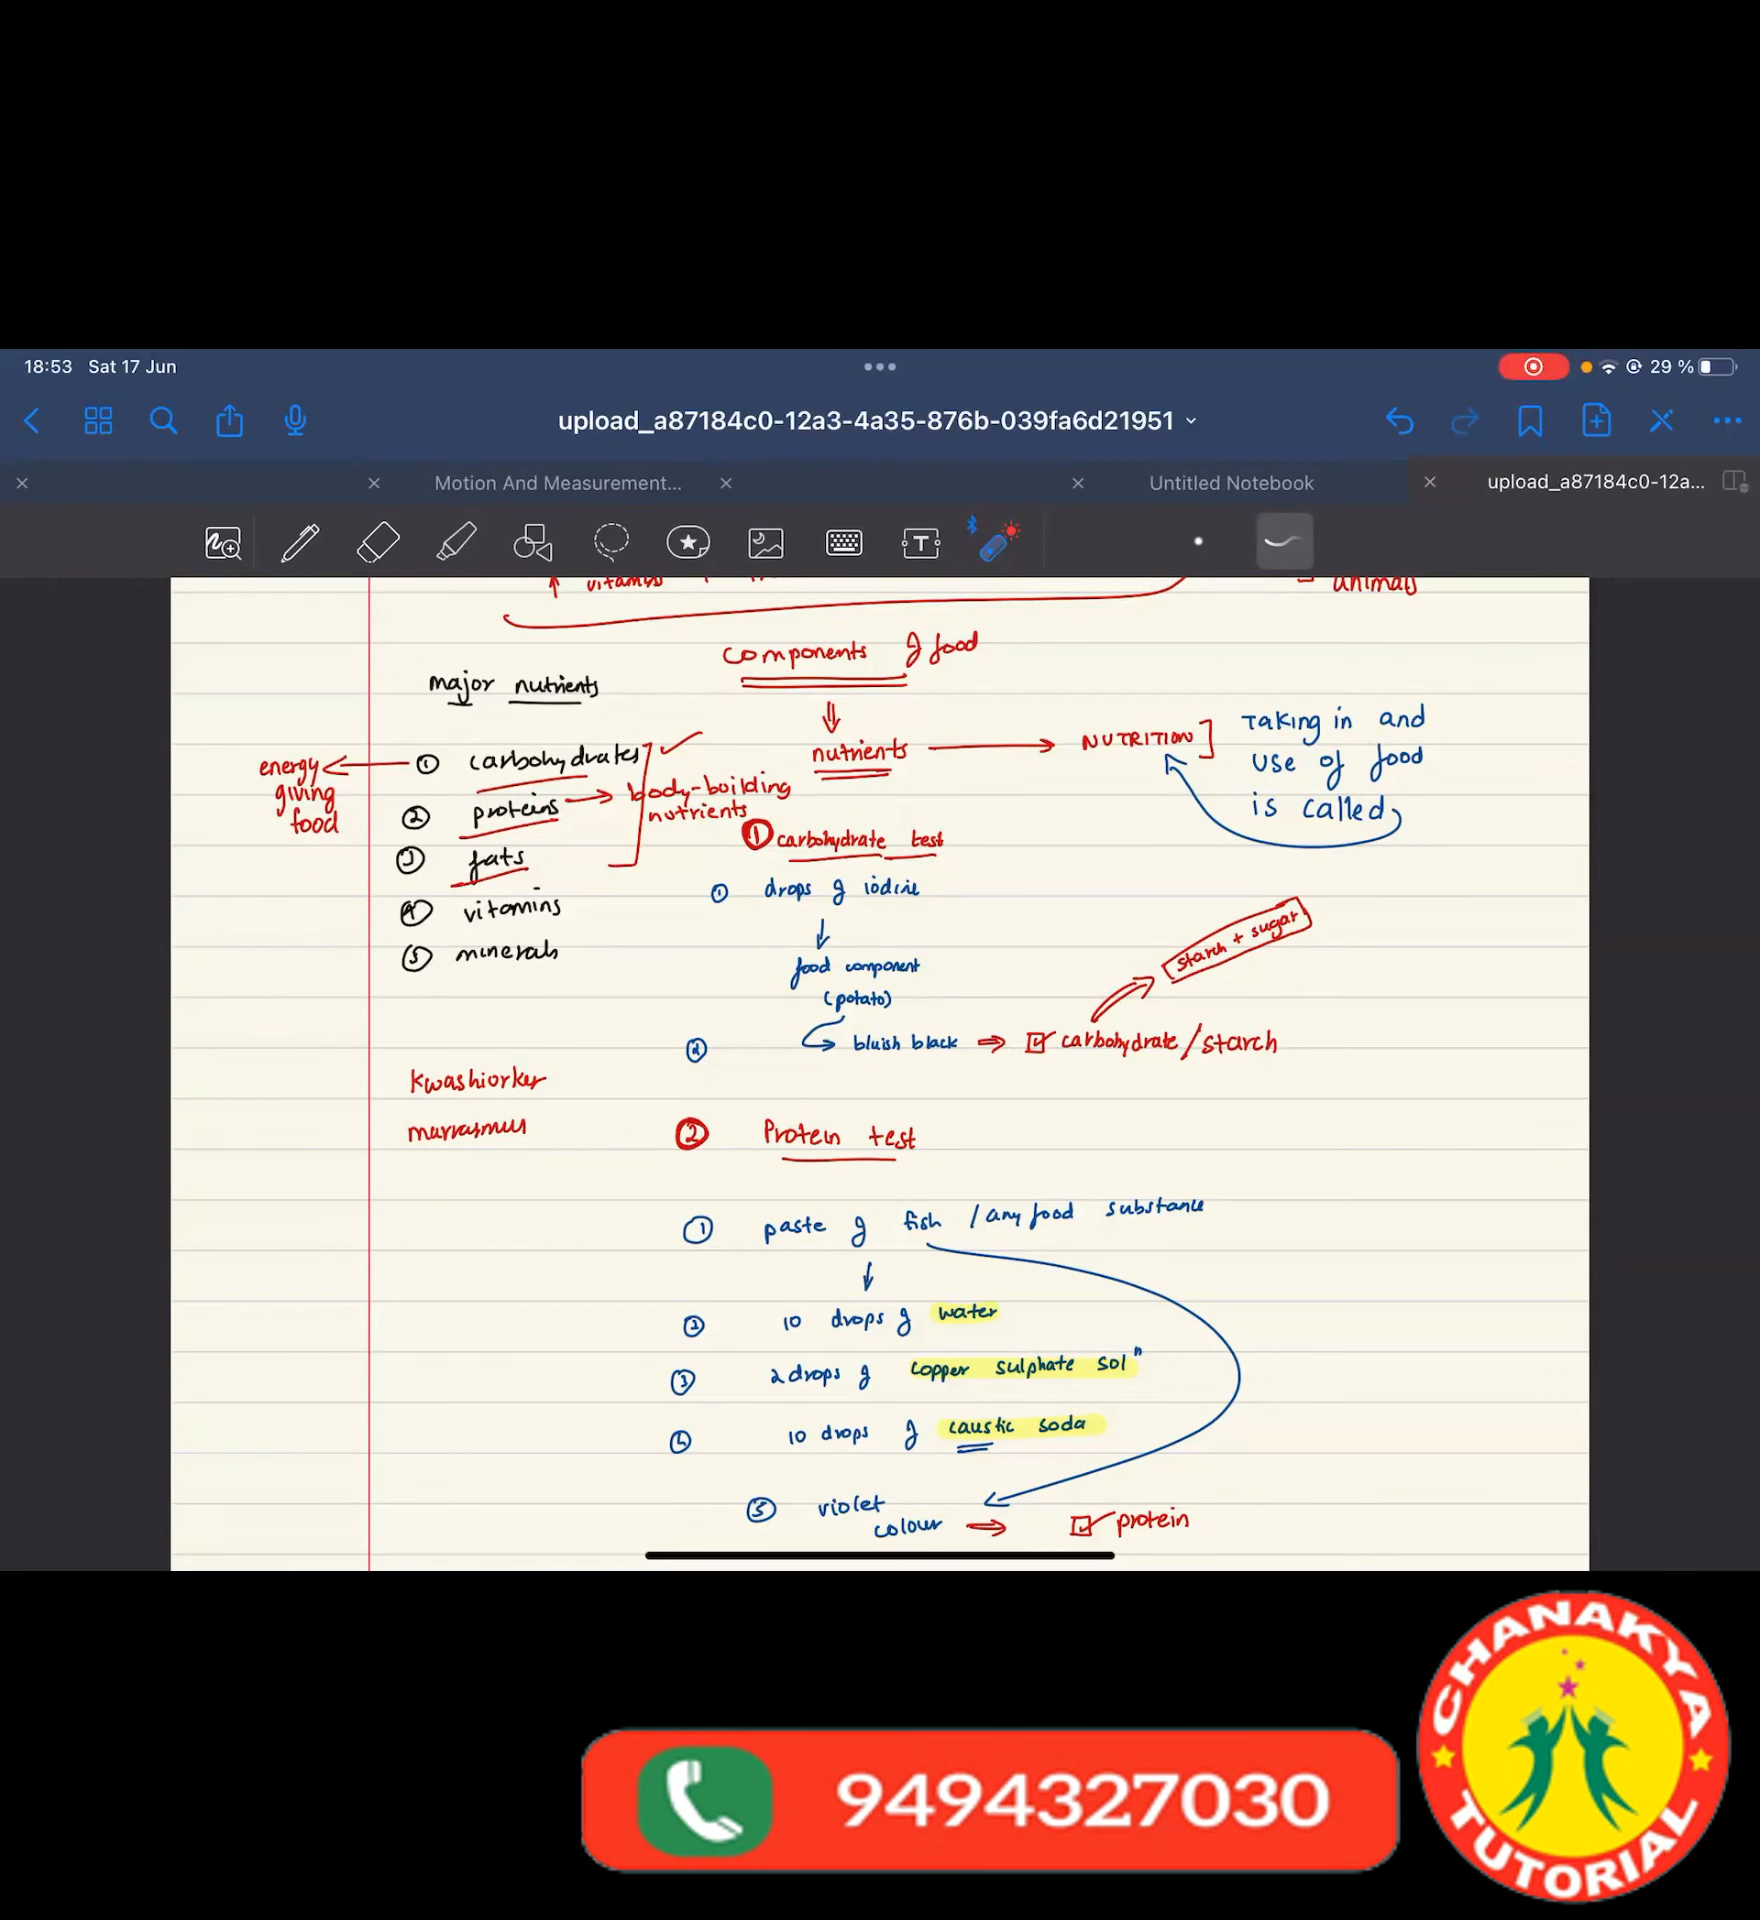 18:53 Sat 17 Jun
29 %
upload_a87184c0-12a3-4a35-876b-039fa6d21951
Motion And Measurement...
Untitled Notebook
upload_a87184c0-12a...
vitamins
animals
components of food
major nutrients
nutrients
NUTRITION
Taking in and
use of food
is called
① carbohydrates
energy
giving
food
② proteins
body-building
nutrients
③ fats
④ vitamins
⑤ minerals
① carbohydrate test
① drops of iodine
food component
(potato)
② bluish black
carbohydrate/starch
starch + sugar
kwashiorker
marrasmus
② Protein test
① paste of fish / any food substance
② 10 drops of water
③ 2 drops of copper sulphate solⁿ
④ 10 drops of caustic soda
⑤ violet
colour
protein
9494327030
CHANAKYA
TUTORIAL